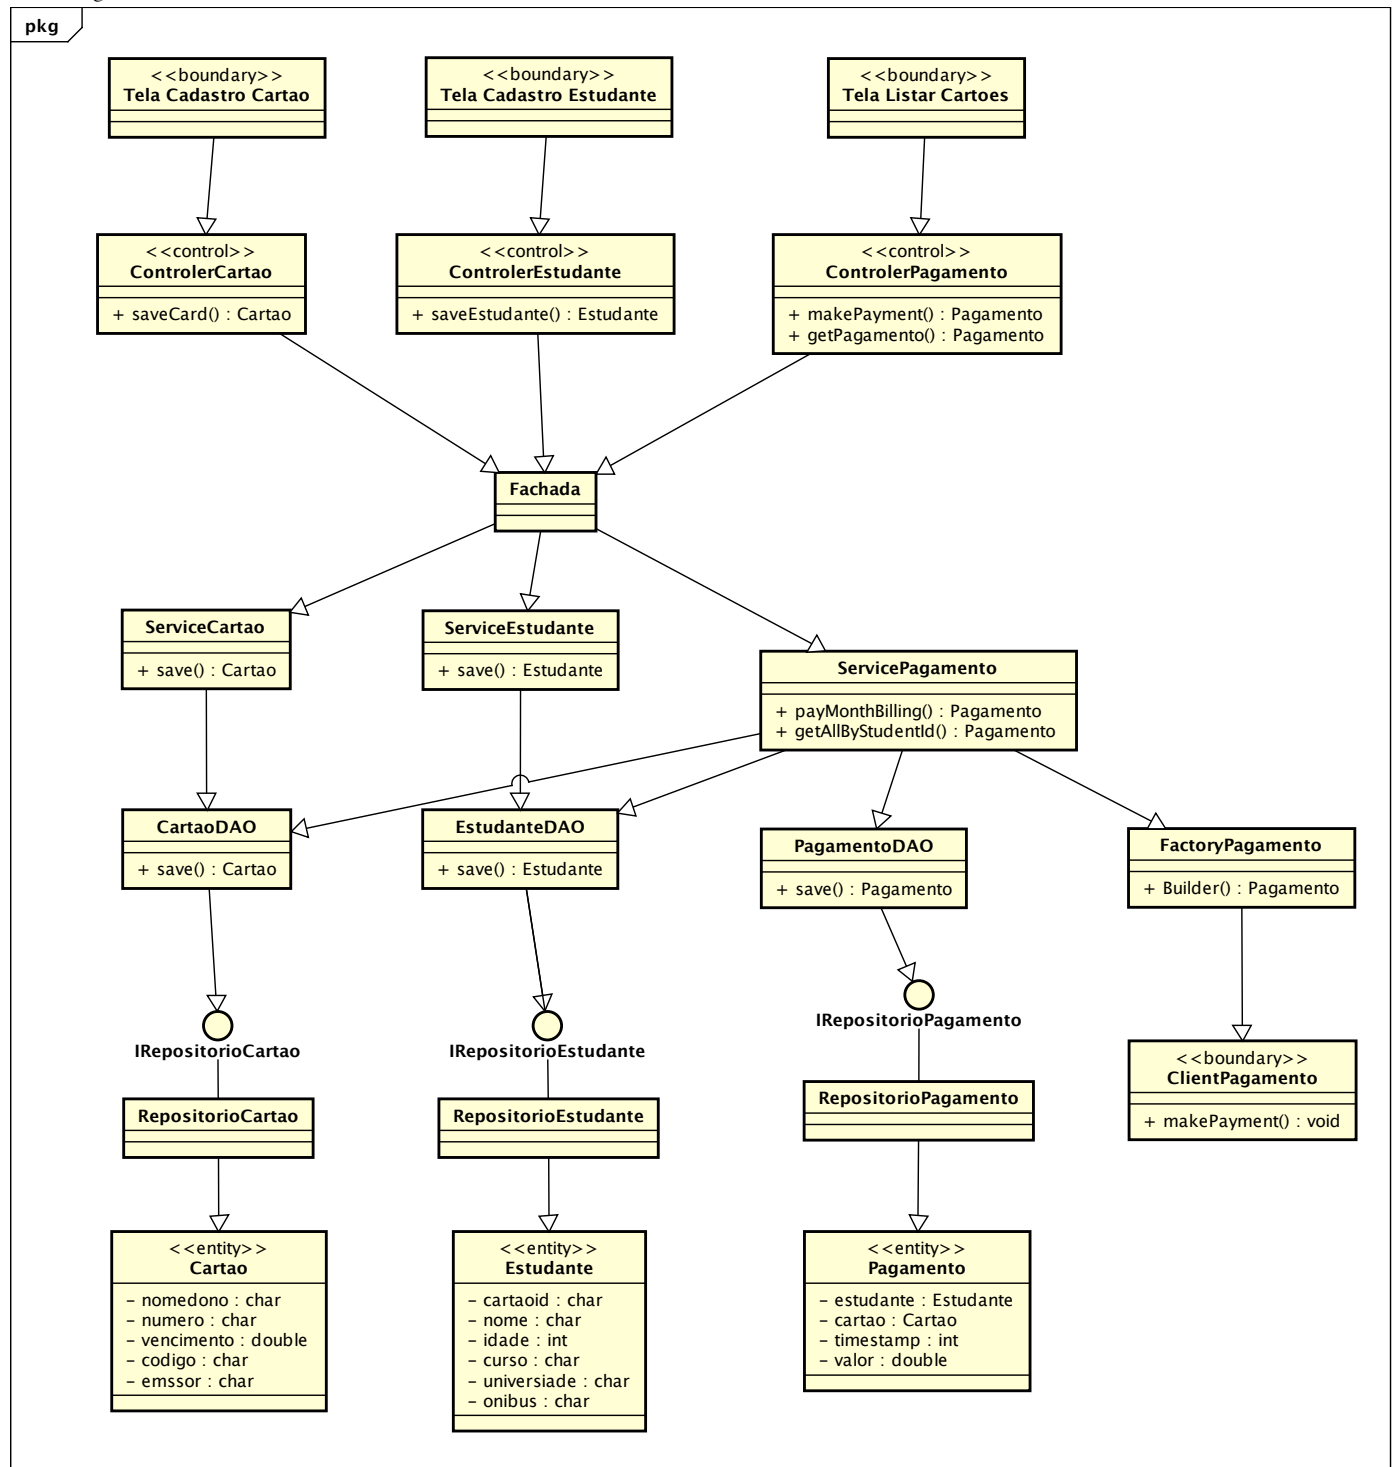 pkg
<<boundary>>
Tela Cadastro Cartao
<<boundary>>
Tela Cadastro Estudante
<<boundary>>
Tela Listar Cartoes
<<control>>
ControlerCartao
+ saveCard() : Cartao
<<control>>
ControlerEstudante
+ saveEstudante() : Estudante
<<control>>
ControlerPagamento
+ makePayment() : Pagamento
+ getPagamento() : Pagamento
Fachada
ServiceCartao
+ save() : Cartao
ServiceEstudante
+ save() : Estudante
ServicePagamento
+ payMonthBilling() : Pagamento
+ getAllByStudentId() : Pagamento
CartaoDAO
+ save() : Cartao
EstudanteDAO
+ save() : Estudante
PagamentoDAO
+ save() : Pagamento
FactoryPagamento
+ Builder() : Pagamento
IRepositorioCartao
IRepositorioEstudante
IRepositorioPagamento
<<boundary>>
ClientPagamento
+ makePayment() : void
RepositorioCartao
RepositorioEstudante
RepositorioPagamento
<<entity>>
Cartao
- nomedono : char
- numero : char
- vencimento : double
- codigo : char
- emssor : char
<<entity>>
Estudante
- cartaoid : char
- nome : char
- idade : int
- curso : char
- universiade : char
- onibus : char
<<entity>>
Pagamento
- estudante : Estudante
- cartao : Cartao
- timestamp : int
- valor : double